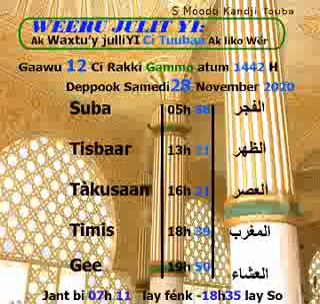 S Moodu Kandji Touba
WEERU JULIT YI:
Ak Waxtu'y julliYI Ci Tuubaa Ak liko Wër
Gaawu 12 Ci Rakki Gammo atum 1442 H
Deppook Samedi 28 November 2020
Suba 05h 58 الفجر
Tisbaar 13h 21 الظهر
Tàkusaan 16h 21 العصر
Timis 18h 39 المغرب
Gee 19h 50 العشاء
Jant bi 07h 11 lay fénk -18h35 lay So